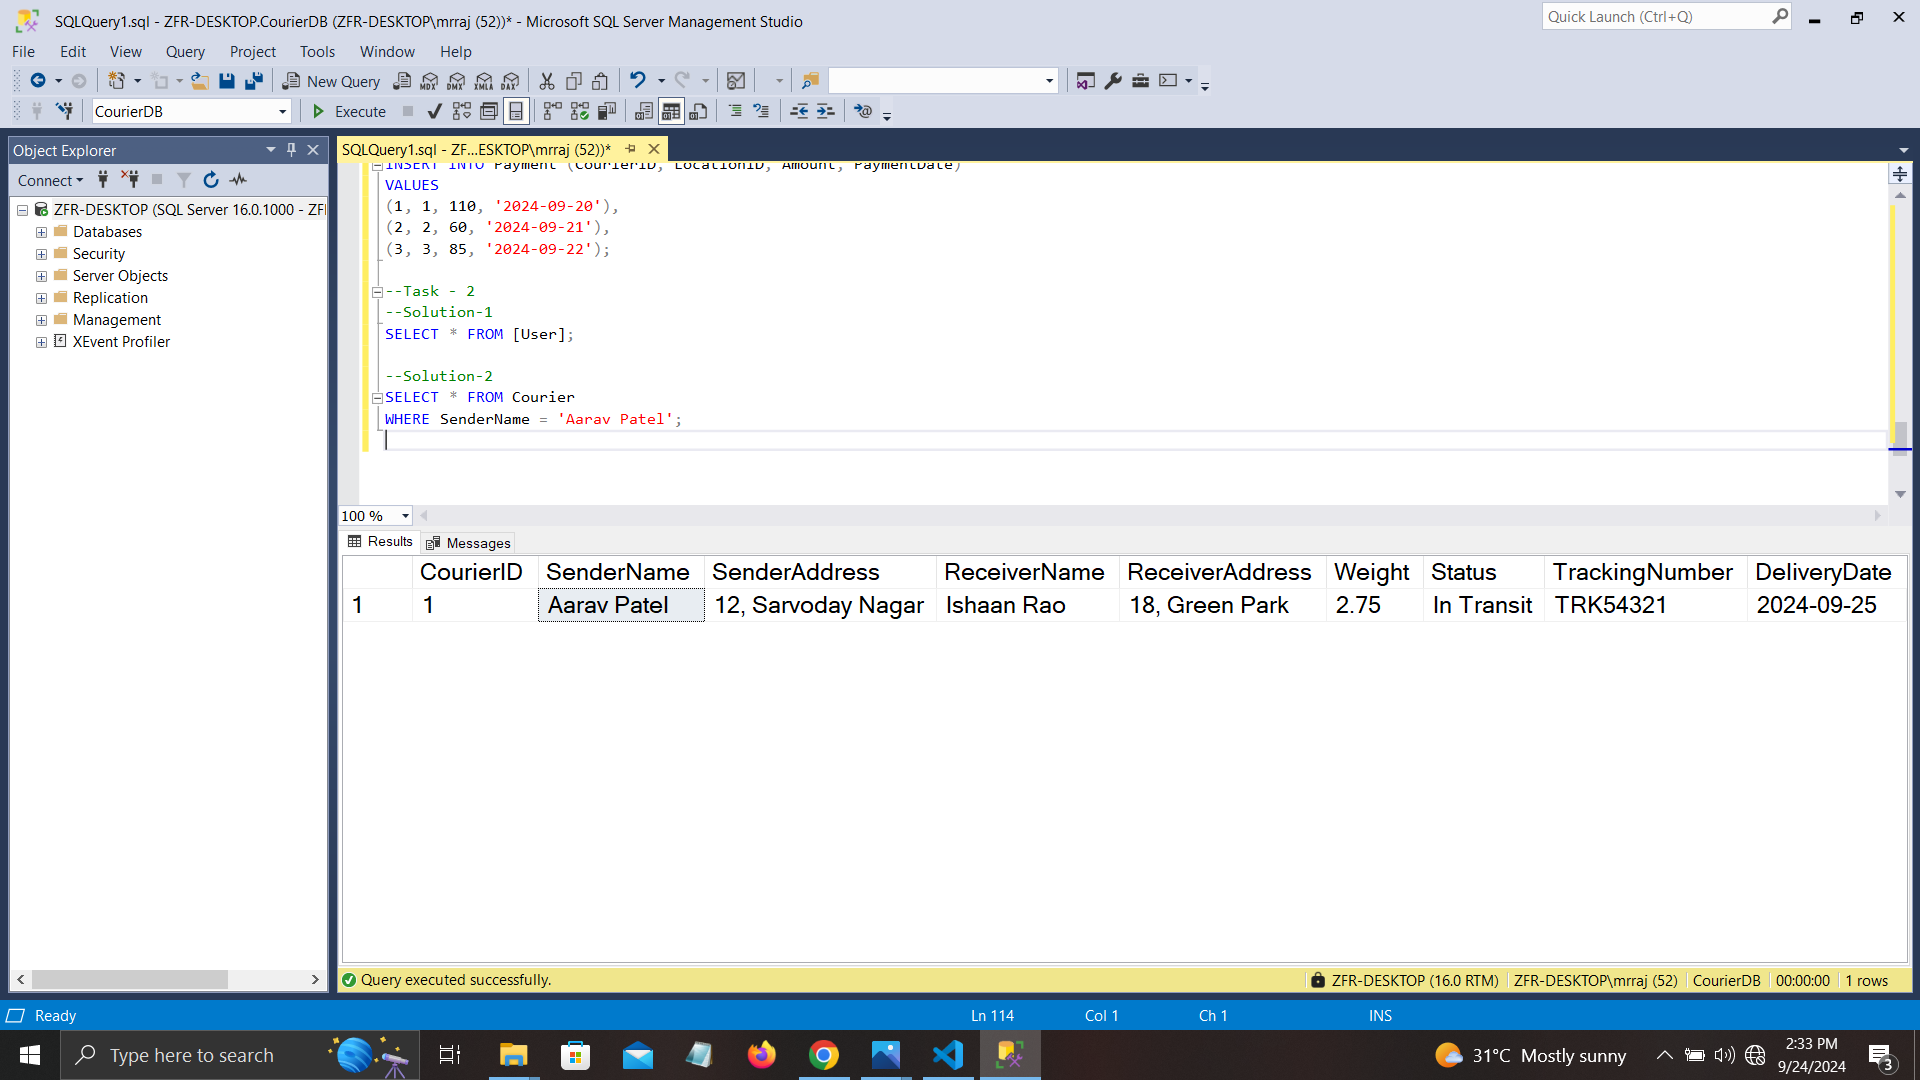 SQLQuery1.sql - ZFR-DESKTOP.CourierDB (ZFR-DESKTOP\mrraj (52))* - Microsoft SQL Server Management Studio
Quick Launch (Ctrl+Q)
File Edit View Query Project Tools Window Help
New Query MDX DMX XMLA DAX
CourierDB Execute
Object Explorer
SQLQuery1.sql - ZF...ESKTOP\mrraj (52))*
Connect
ZFR-DESKTOP (SQL Server 16.0.1000 - ZFI
Databases
Security
Server Objects
Replication
Management
XEvent Profiler
INSERT INTO Payment (CourierID, LocationID, Amount, PaymentDate)
VALUES
(1, 1, 110, '2024-09-20'),
(2, 2, 60, '2024-09-21'),
(3, 3, 85, '2024-09-22');
--Task - 2
--Solution-1
SELECT * FROM [User];
--Solution-2
SELECT * FROM Courier
WHERE SenderName = 'Aarav Patel';
100 %
Results Messages
CourierID SenderName SenderAddress ReceiverName ReceiverAddress Weight Status TrackingNumber DeliveryDate
1 1 Aarav Patel 12, Sarvoday Nagar Ishaan Rao 18, Green Park 2.75 In Transit TRK54321 2024-09-25
Query executed successfully. ZFR-DESKTOP (16.0 RTM) ZFR-DESKTOP\mrraj (52) CourierDB 00:00:00 1 rows
Ready Ln 114 Col 1 Ch 1 INS
Type here to search 31°C Mostly sunny 2:33 PM
9/24/2024 3